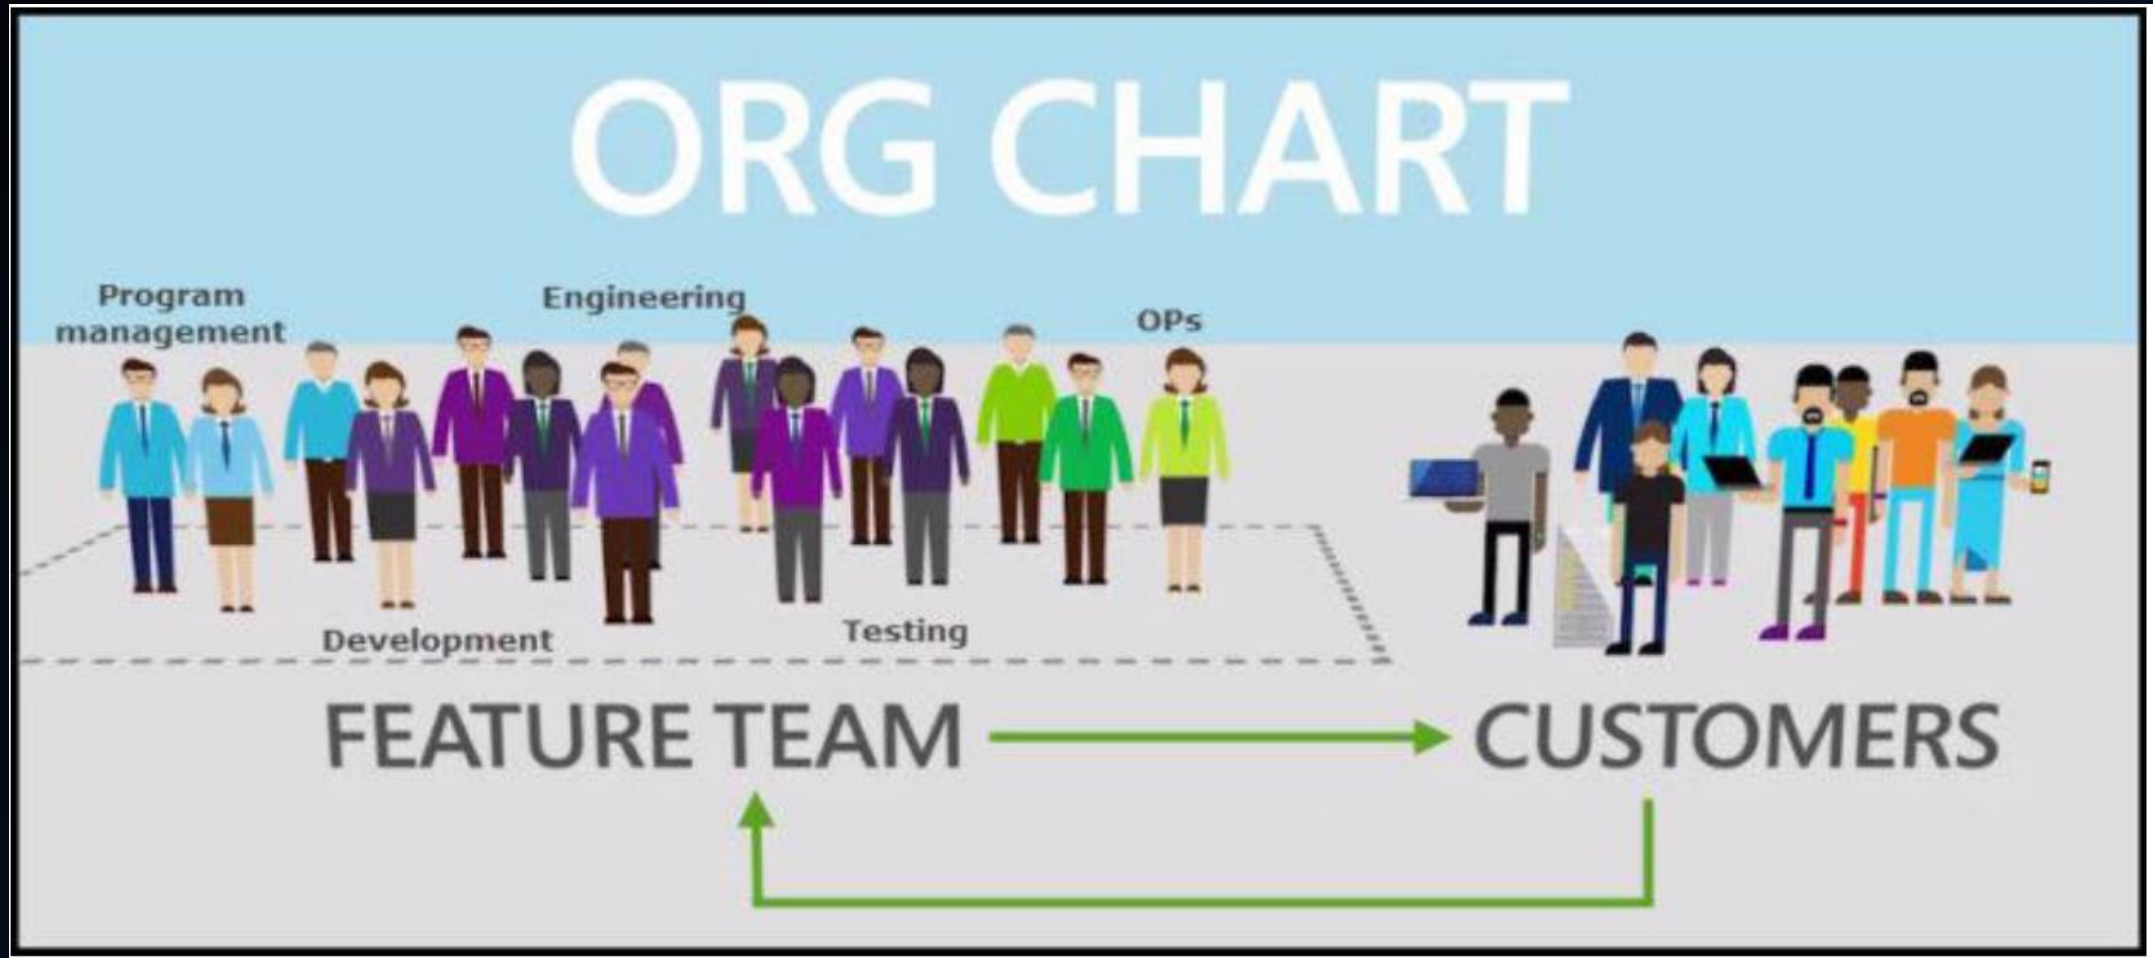 ORG CHART
Program
management
Engineering
OPs
Development
Testing
FEATURE TEAM
CUSTOMERS